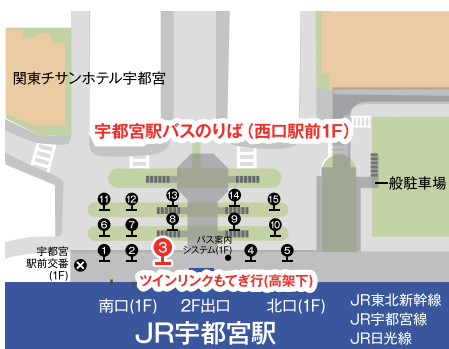 関東チサンホテル宇都宮
宇都宮駅バスのりば（西口駅前1F）
一般駐車場
11
12
13
14
15
6
7
8
9
10
宇都宮
駅前交番
(1F)
1
2
3
バス案内
システム(1F)
4
5
ツインリンクもてぎ行(高架下)
南口(1F)
2F出口
北口(1F)
JR宇都宮駅
JR東北新幹線
JR宇都宮線
JR日光線